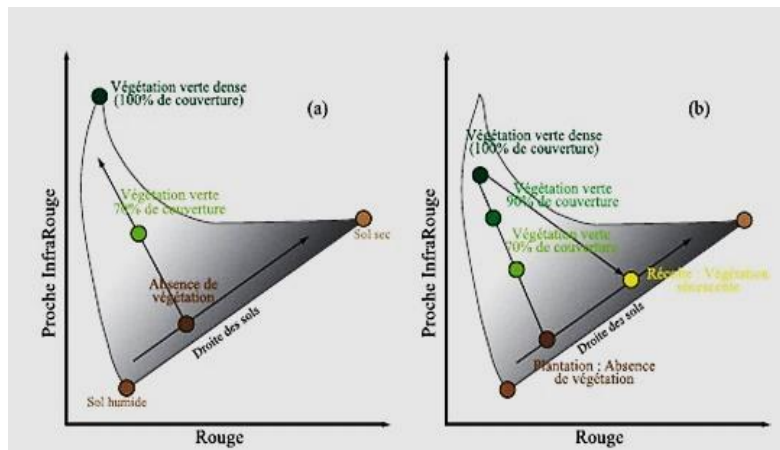 Végétation verte dense
(100% de couverture)
(a)
Végétation verte
70% de couverture
Absence de
végétation
Sol sec
Droite des sols
Sol humide
Proche InfraRouge
Rouge
(b)
Végétation verte dense
(100% de couverture)
Végétation verte
90% de couverture
Végétation verte
70% de couverture
Récolte : Végétation
sénescente
Droite des sols
Plantation : Absence
de végétation
Proche InfraRouge
Rouge